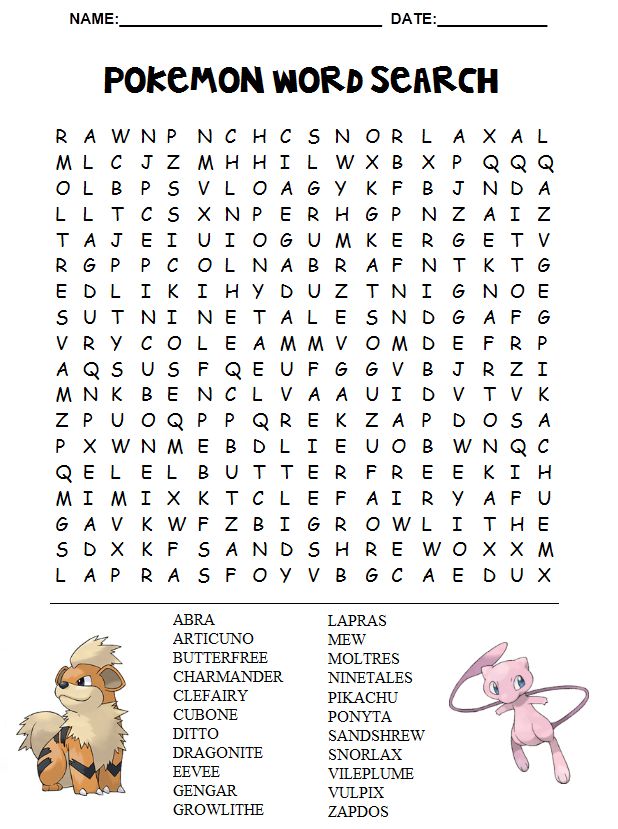 NAME:______________________________ DATE:_____________
POKEMON WORD SEARCH
R A W N P N C H C S N O R L A X A L
M L C J Z M H H I L W X B X P Q Q Q
O L B P S V L O A G Y K F B J N D A
L L T C S X N P E R H G P N Z A I Z
T A J E I U I O G U M K E R G E T V
R G P P C O L N A B R A F N T K T G
E D L I K I H Y D U Z T N I G N O E
S U T N I N E T A L E S N D G A F G
V R Y C O L E A M M V O M D E F R P
A Q S U S F Q E U F G G V B J R Z I
M N K B E N C L V A A U I D V T V K
Z P U O Q P P Q R E K Z A P D O S A
P X W N M E B D L I E U O B W N Q C
Q E L E L B U T T E R F R E E K I H
M I M I X K T C L E F A I R Y A F U
G A V K W F Z B I G R O W L I T H E
S D X K F S A N D S H R E W O X X M
L A P R A S F O Y V B G C A E D U X
ABRA
ARTICUNO
BUTTERFREE
CHARMANDER
CLEFAIRY
CUBONE
DITTO
DRAGONITE
EEVEE
GENGAR
GROWLITHE
LAPRAS
MEW
MOLTRES
NINETALES
PIKACHU
PONYTA
SANDSHREW
SNORLAX
VILEPLUME
VULPIX
ZAPDOS